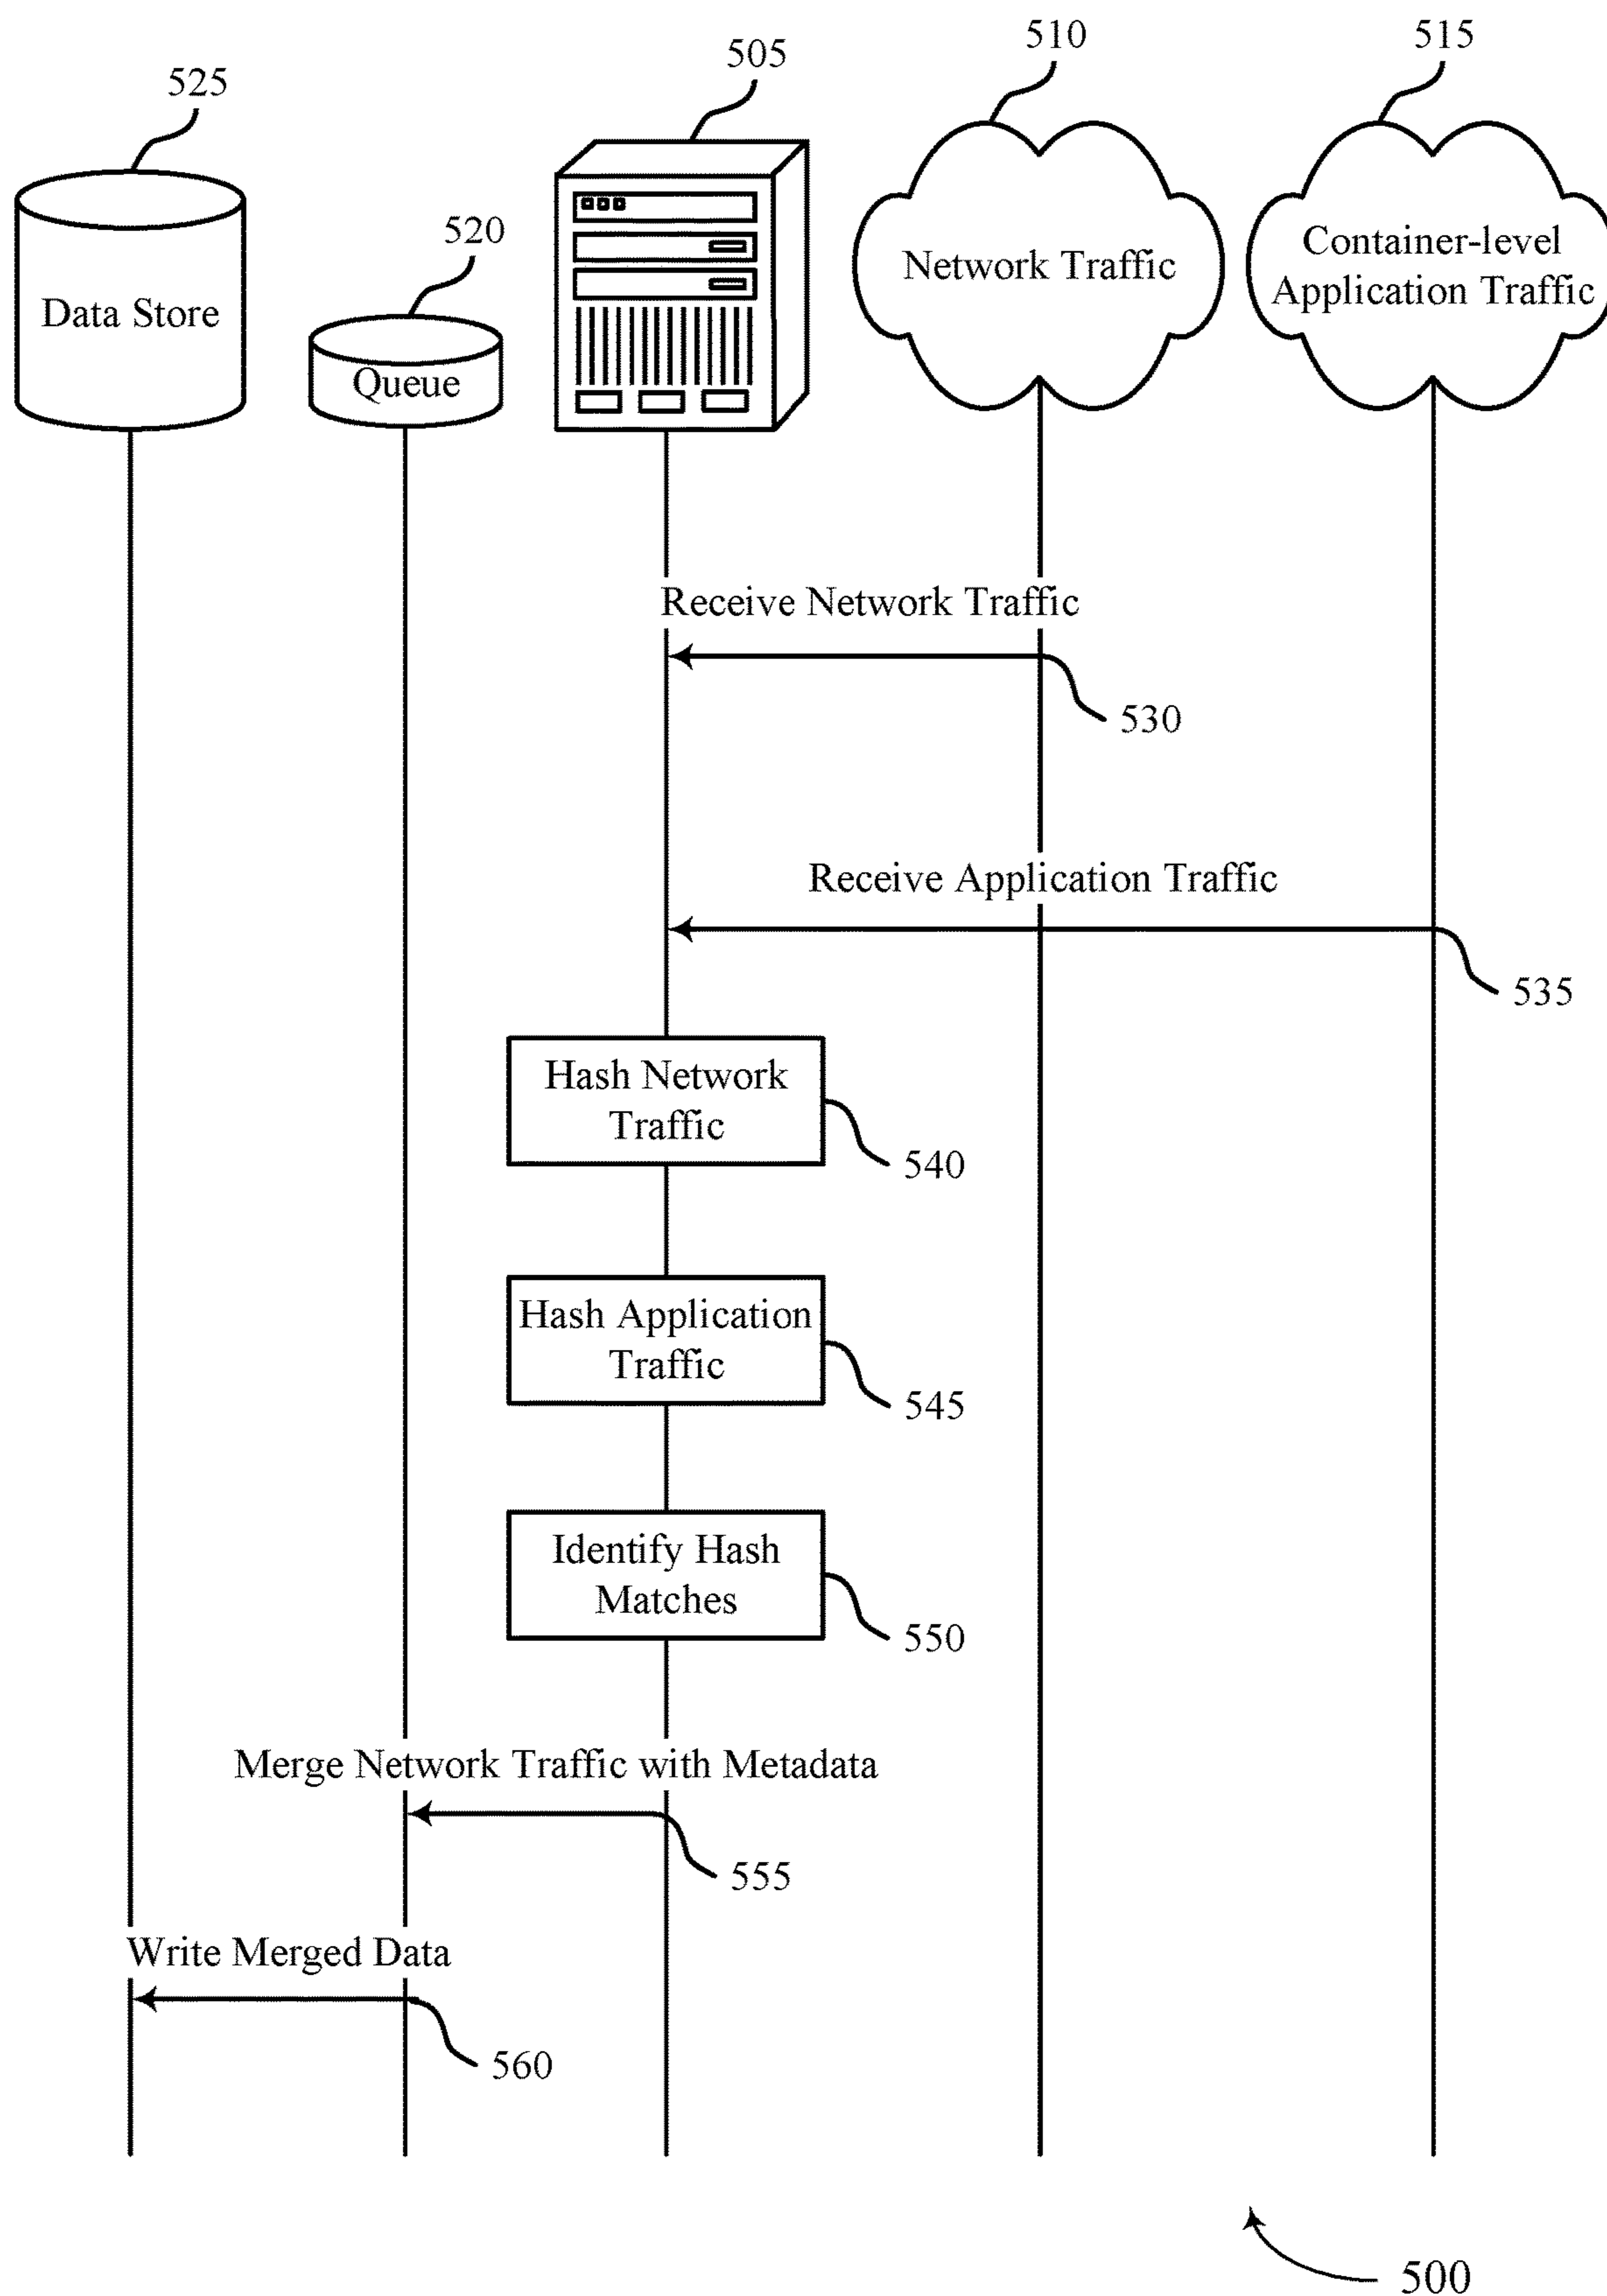 510
515
505
525
520
Network Traffic
Container-level
Application Traffic
Data Store
Queue
Receive Network Traffic
530
Receive Application Traffic
535
Hash Network
Traffic
540
Hash Application
Traffic
545
Identify Hash
Matches
550
Merge Network Traffic with Metadata
555
Write Merged Data
560
500